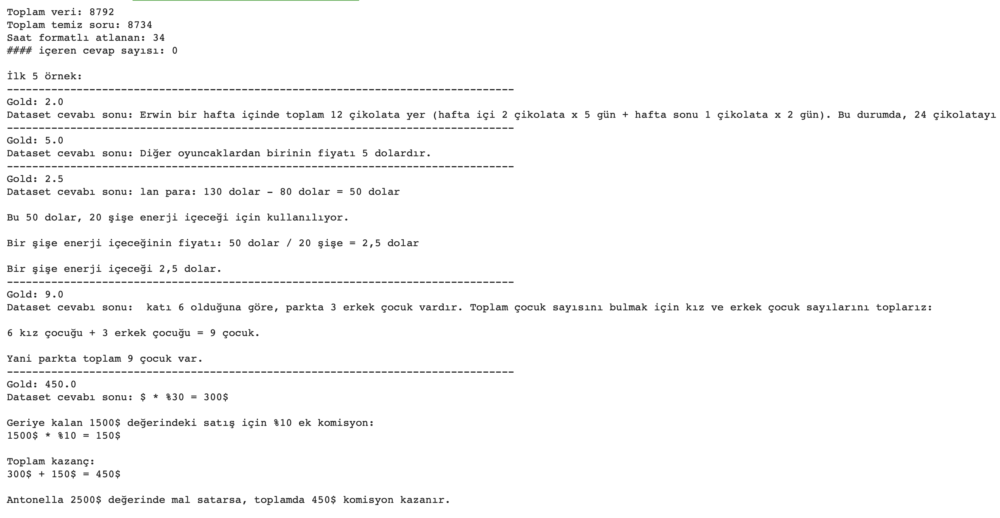 Toplam veri: 8792
Toplam temiz soru: 8734
Saat formatlı atlanan: 34
#### içeren cevap sayısı: 0
İlk 5 örnek:
--------------------------------------------------------------------------------
Gold: 2.0
Dataset cevabı sonu: Erwin bir hafta içinde toplam 12 çikolata yer (hafta içi 2 çikolata x 5 gün + hafta sonu 1 çikolata x 2 gün). Bu durumda, 24 çikolatayı
--------------------------------------------------------------------------------
Gold: 5.0
Dataset cevabı sonu: Diğer oyuncaklardan birinin fiyatı 5 dolardır.
--------------------------------------------------------------------------------
Gold: 2.5
Dataset cevabı sonu: lan para: 130 dolar - 80 dolar = 50 dolar
Bu 50 dolar, 20 şişe enerji içeceği için kullanılıyor.
Bir şişe enerji içeceğinin fiyatı: 50 dolar / 20 şişe = 2,5 dolar
Bir şişe enerji içeceği 2,5 dolar.
--------------------------------------------------------------------------------
Gold: 9.0
Dataset cevabı sonu:  katı 6 olduğuna göre, parkta 3 erkek çocuk vardır. Toplam çocuk sayısını bulmak için kız ve erkek çocuk sayılarını toplarız:
6 kız çocuğu + 3 erkek çocuğu = 9 çocuk.
Yani parkta toplam 9 çocuk var.
--------------------------------------------------------------------------------
Gold: 450.0
Dataset cevabı sonu: $ * %30 = 300$
Geriye kalan 1500$ değerindeki satış için %10 ek komisyon:
1500$ * %10 = 150$
Toplam kazanç:
300$ + 150$ = 450$
Antonella 2500$ değerinde mal satarsa, toplamda 450$ komisyon kazanır.